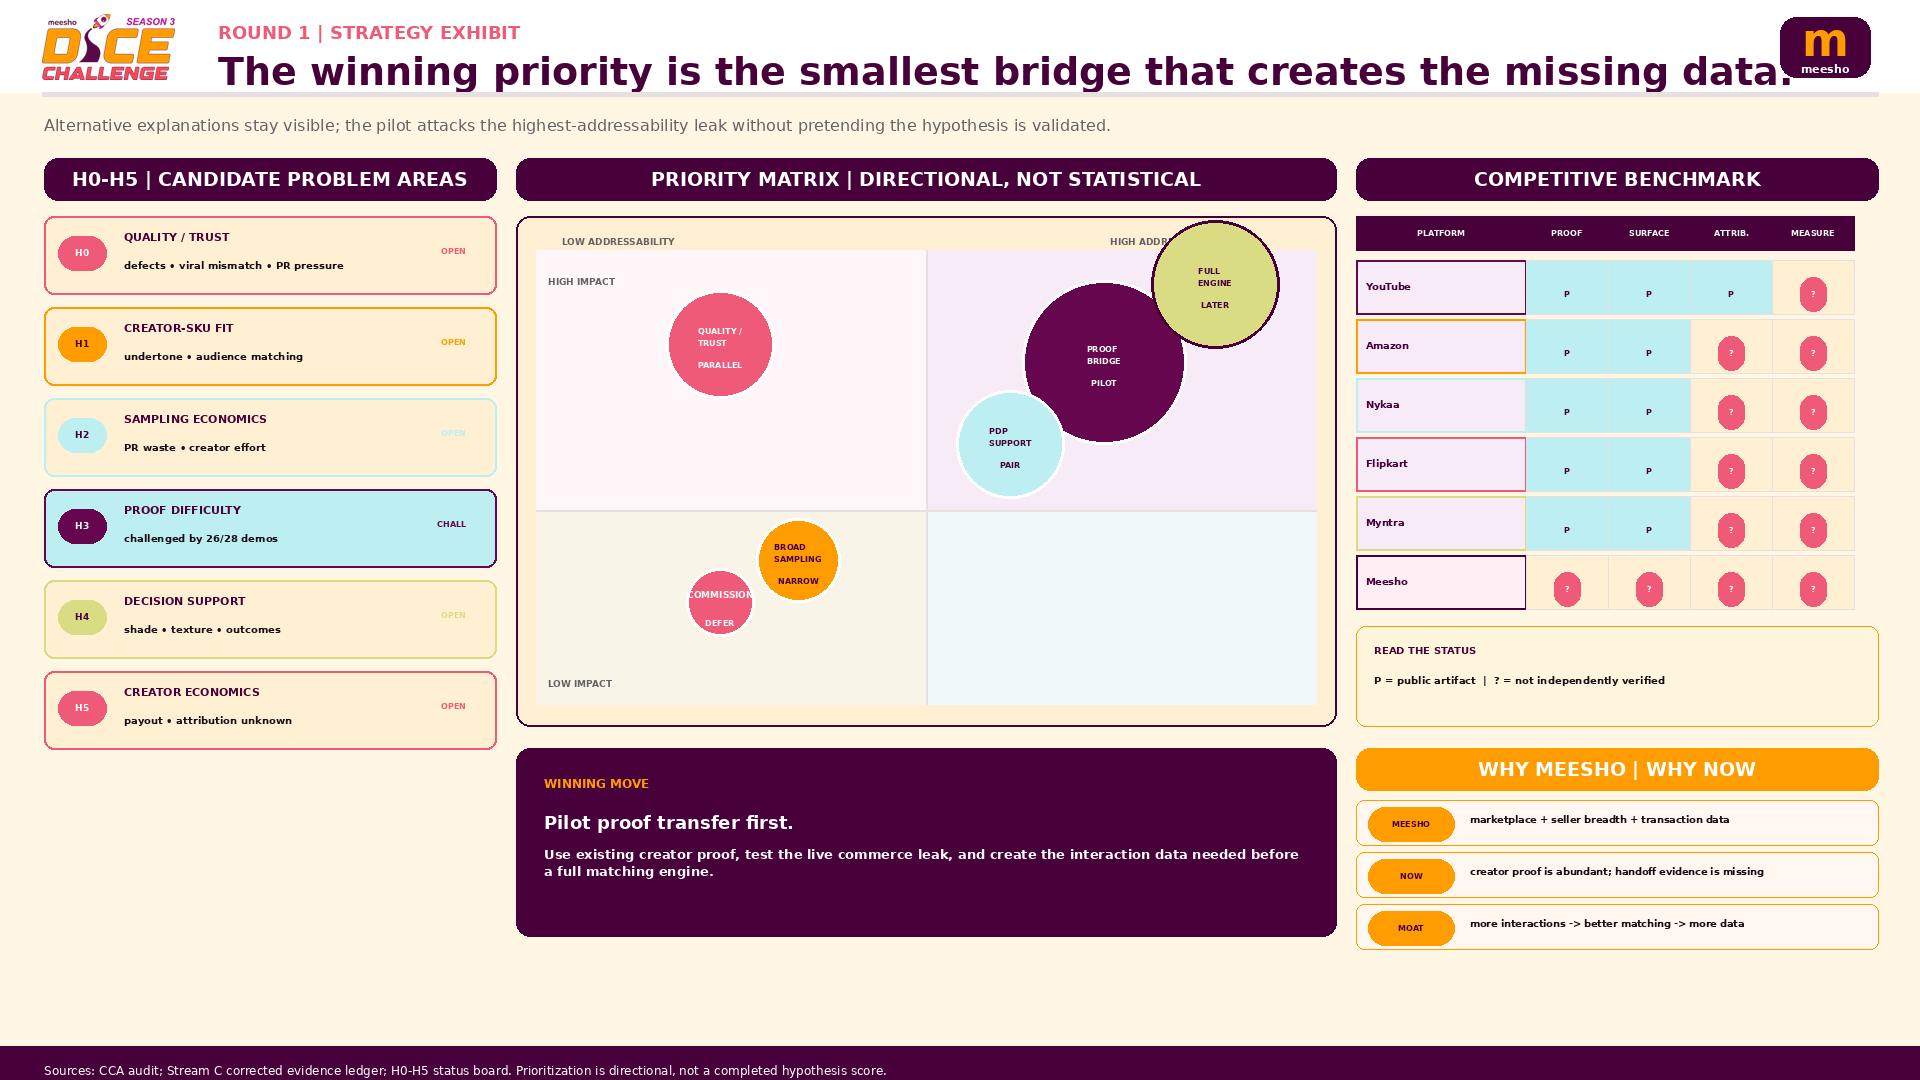 meesho SEASON 3
DICE
CHALLENGE
ROUND 1 | STRATEGY EXHIBIT
The winning priority is the smallest bridge that creates the missing data.
m
meesho
Alternative explanations stay visible; the pilot attacks the highest-addressability leak without pretending the hypothesis is validated.
H0-H5 | CANDIDATE PROBLEM AREAS
H0
QUALITY / TRUST
OPEN
defects • viral mismatch • PR pressure
H1
CREATOR-SKU FIT
OPEN
undertone • audience matching
H2
SAMPLING ECONOMICS
OPEN
PR waste • creator effort
H3
PROOF DIFFICULTY
CHALL
challenged by 26/28 demos
H4
DECISION SUPPORT
OPEN
shade • texture • outcomes
H5
CREATOR ECONOMICS
OPEN
payout • attribution unknown
PRIORITY MATRIX | DIRECTIONAL, NOT STATISTICAL
LOW ADDRESSABILITY
HIGH ADDR
HIGH IMPACT
FULL
ENGINE
LATER
QUALITY /
TRUST
PARALLEL
PROOF
BRIDGE
PILOT
PDP
SUPPORT
PAIR
BROAD
SAMPLING
NARROW
COMMISSION
DEFER
LOW IMPACT
WINNING MOVE
Pilot proof transfer first.
Use existing creator proof, test the live commerce leak, and create the interaction data needed before
a full matching engine.
COMPETITIVE BENCHMARK
PLATFORM PROOF SURFACE ATTRIB. MEASURE
YouTube P P P ?
Amazon P P ? ?
Nykaa P P ? ?
Flipkart P P ? ?
Myntra P P ? ?
Meesho ? ? ? ?
READ THE STATUS
P = public artifact | ? = not independently verified
WHY MEESHO | WHY NOW
MEESHO marketplace + seller breadth + transaction data
NOW creator proof is abundant; handoff evidence is missing
MOAT more interactions -> better matching -> more data
Sources: CCA audit; Stream C corrected evidence ledger; H0-H5 status board. Prioritization is directional, not a completed hypothesis score.